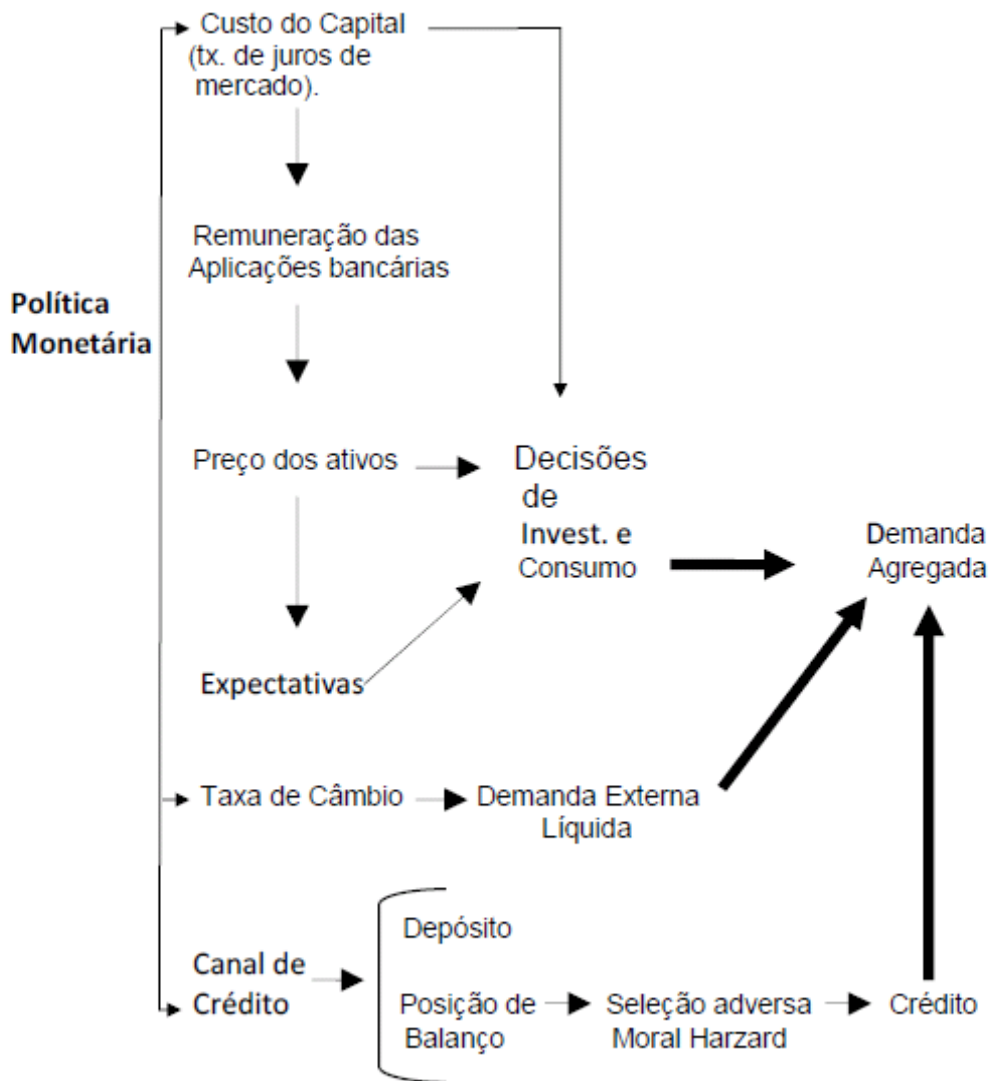 Custo do Capital
(tx. de juros de
mercado).
Remuneração das
Aplicações bancárias
Política
Monetária
Preço dos ativos
Decisões
de
Invest. e
Consumo
Demanda
Agregada
Expectativas
Taxa de Câmbio
Demanda Externa
Líquida
Depósito
Canal de
Crédito
Posição de
Balanço
Seleção adversa
Moral Harzard
Crédito